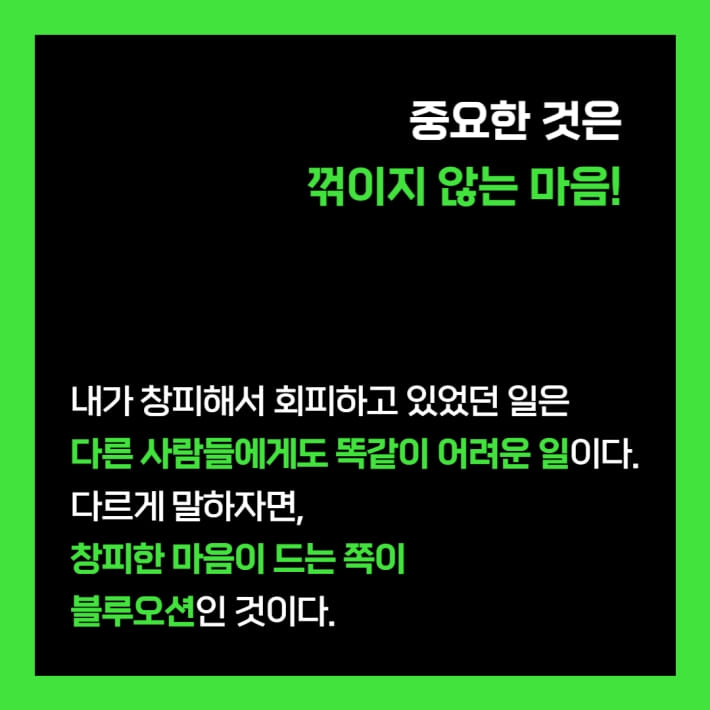 중요한 것은
꺾이지 않는 마음!
내가 창피해서 회피하고 있었던 일은
다른 사람들에게도 똑같이 어려운 일이다.
다르게 말하자면,
창피한 마음이 드는 쪽이
블루오션인 것이다.